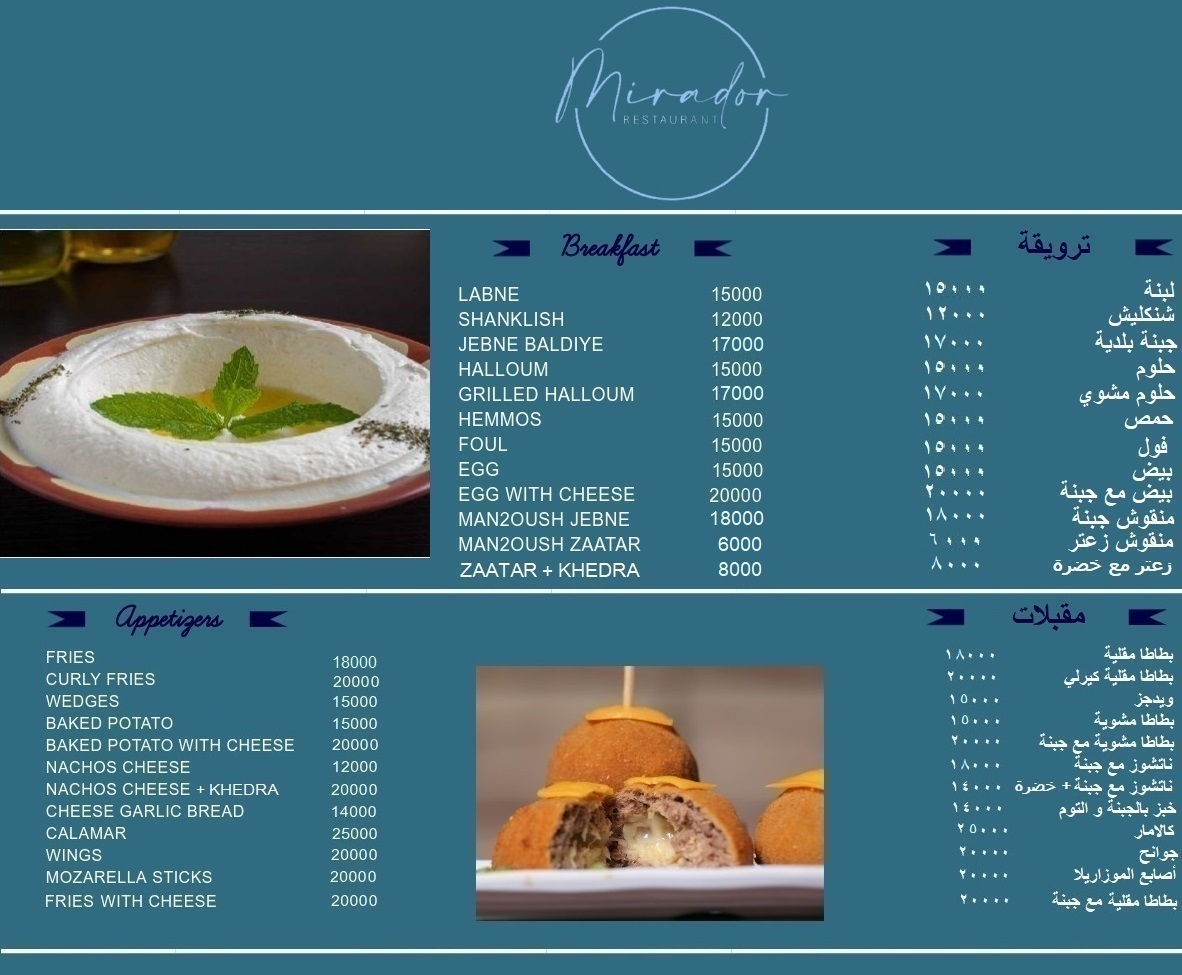 Mirador
RESTAURANT
Breakfast
LABNE 15000
SHANKLISH 12000
JEBNE BALDIYE 17000
HALLOUM 15000
GRILLED HALLOUM 17000
HEMMOS 15000
FOUL 15000
EGG 15000
EGG WITH CHEESE 20000
MAN2OUSH JEBNE 18000
MAN2OUSH ZAATAR 6000
ZAATAR + KHEDRA 8000
ترويقة
لبنة ١٥٠٠٠
شنكليش ١٢٠٠٠
جبنة بلدية ١٧٠٠٠
حلوم ١٥٠٠٠
حلوم مشوي ١٧٠٠٠
حمص ١٥٠٠٠
فول ١٥٠٠٠
بيض ١٥٠٠٠
بيض مع جبنة ٢٠٠٠٠
منقوش جبنة ١٨٠٠٠
منقوش زعتر ٦٠٠٠
زعتر مع خضرة ٨٠٠٠
Appetizers
FRIES 18000
CURLY FRIES 20000
WEDGES 15000
BAKED POTATO 15000
BAKED POTATO WITH CHEESE 20000
NACHOS CHEESE 12000
NACHOS CHEESE + KHEDRA 20000
CHEESE GARLIC BREAD 14000
CALAMAR 25000
WINGS 20000
MOZARELLA STICKS 20000
FRIES WITH CHEESE 20000
مقبلات
بطاطا مقلية ١٨٠٠٠
بطاطا مقلية كيرلي ٢٠٠٠٠
ويدجز ١٥٠٠٠
بطاطا مشوية ١٥٠٠٠
بطاطا مشوية مع جبنة ٢٠٠٠٠
ناتشوز مع جبنة ١٨٠٠٠
ناتشوز مع جبنة + خضرة ١٤٠٠٠
خبز بالجبنة و الثوم ١٤٠٠٠
كالامار ٢٥٠٠٠
جوانح ٢٠٠٠٠
أصابع الموزاريلا ٢٠٠٠٠
بطاطا مقلية مع جبنة ٢٠٠٠٠